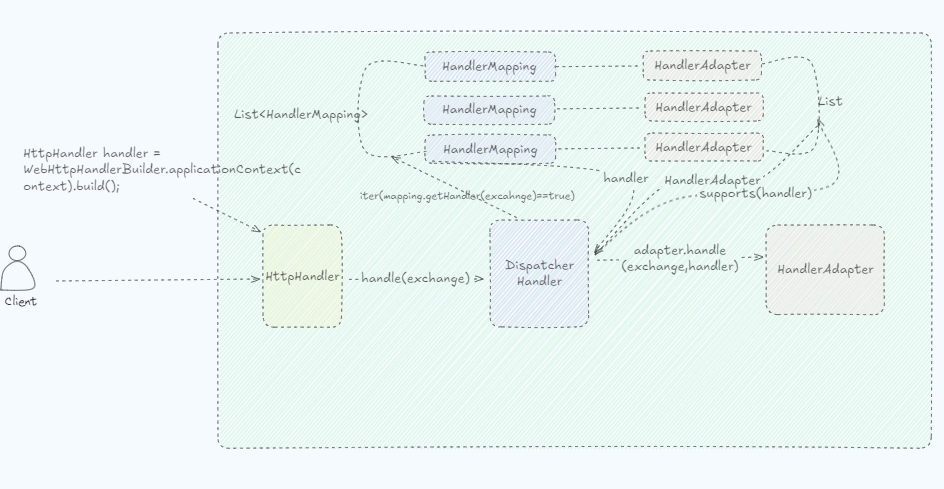 HandlerMapping
HandlerAdapter
List<HandlerMapping>
HandlerMapping
HandlerAdapter
List
HandlerMapping
HandlerAdapter
HttpHandler handler =
WebHttpHandlerBuilder.applicationContext(c
ontext).build();
handler
HandlerAdapter
supports(handler)
iter(mapping.getHandler(excahnge)==true)
HttpHandler
handle(exchange)
Dispatcher
Handler
adapter.handle
(exchange,handler)
HandlerAdapter
Client